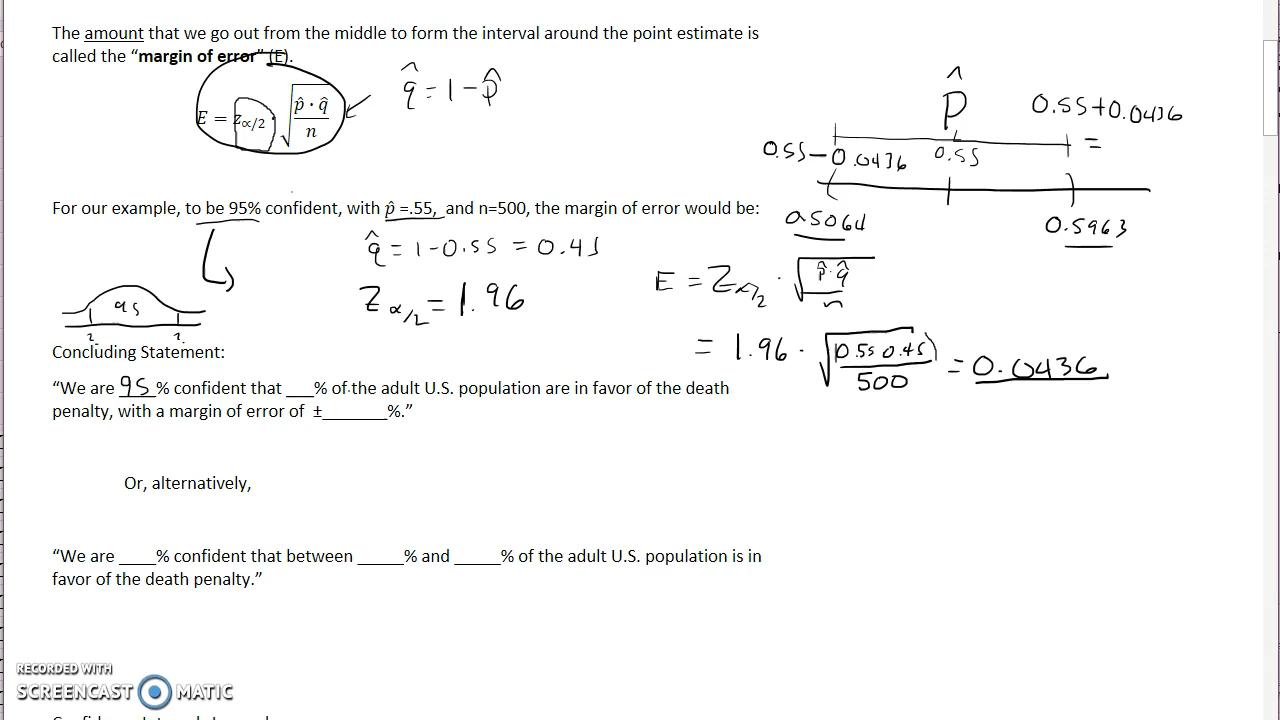 The amount that we go out from the middle to form the interval around the point estimate is
called the “margin of error” (E).
E = z∝/2 · √(p̂ · q̂ / n)
q̂ = 1 - p̂
p̂
0.55+0.0436
=
0.55-0.0436
0.55
0.5064
0.5963
For our example, to be 95% confident, with p̂ =.55, and n=500, the margin of error would be:
q̂ = 1 - 0.55 = 0.45
Z α/2 = 1.96
95
z z
E = Z α/2 · √(p̂ · q̂ / n)
= 1.96 · √(0.55 0.45) / 500 = 0.0436
Concluding Statement:
“We are 95 % confident that ___% of the adult U.S. population are in favor of the death
penalty, with a margin of error of ±_______%.”
Or, alternatively,
“We are ____% confident that between _____% and _____% of the adult U.S. population is in
favor of the death penalty.”
RECORDED WITH
SCREENCAST MATIC